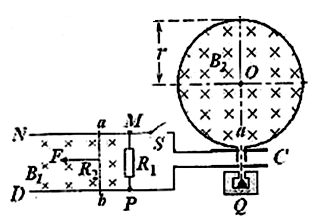 r
B₂
O
N a M S a C
F B₁ R₂ R₁
D b P Q